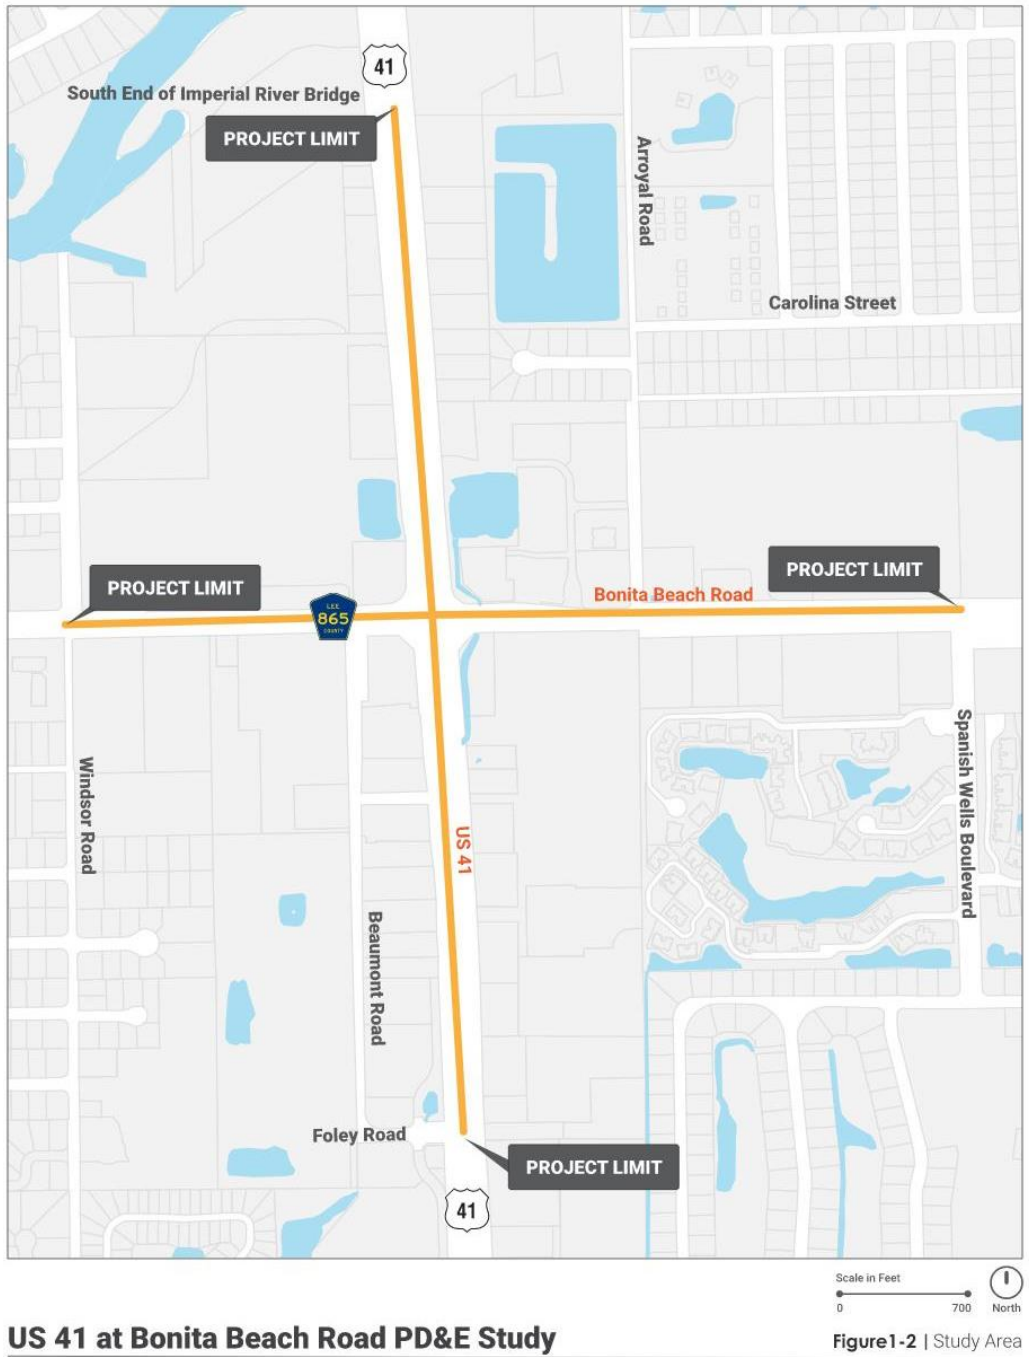 41
South End of Imperial River Bridge
PROJECT LIMIT
Arroyal Road
Carolina Street
PROJECT LIMIT
PROJECT LIMIT
Bonita Beach Road
LEE
865
COUNTY
Windsor Road
Spanish Wells Boulevard
US 41
Beaumont Road
Foley Road
PROJECT LIMIT
41
Scale in Feet
0 700 North
US 41 at Bonita Beach Road PD&E Study
Figure1-2 | Study Area